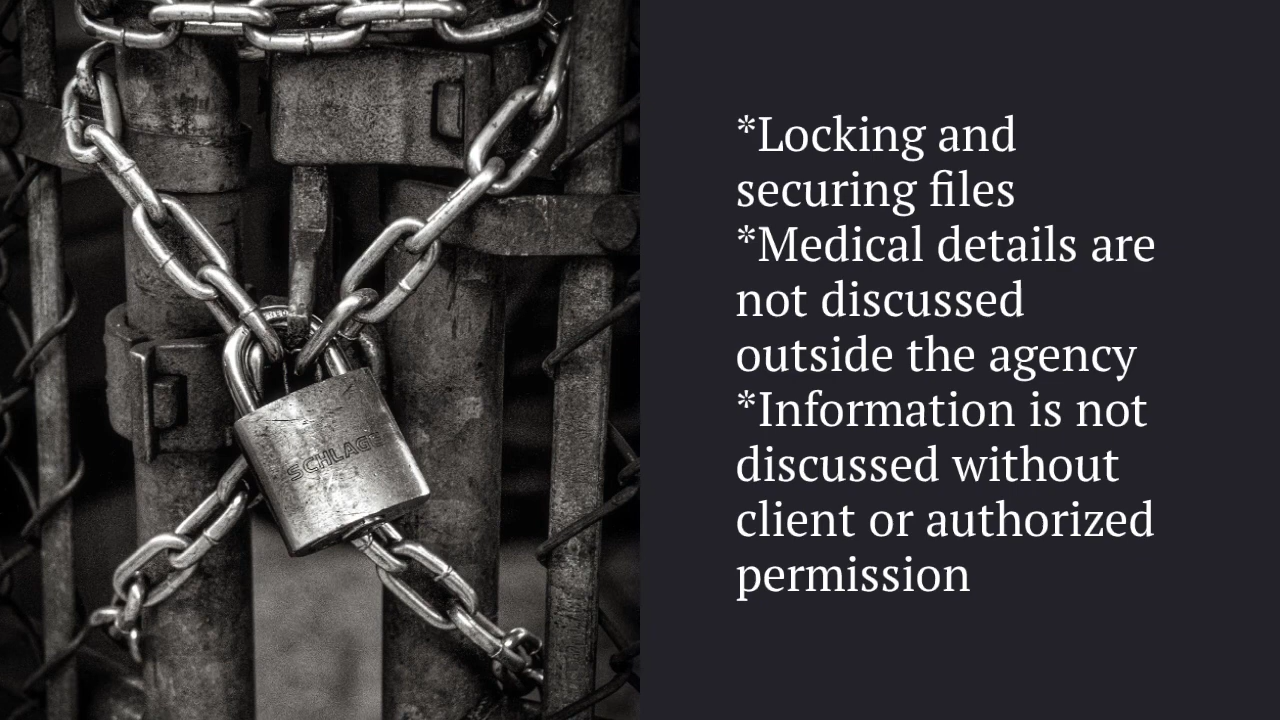 SCHLAGE
*Locking and
securing files
*Medical details are
not discussed
outside the agency
*Information is not
discussed without
client or authorized
permission